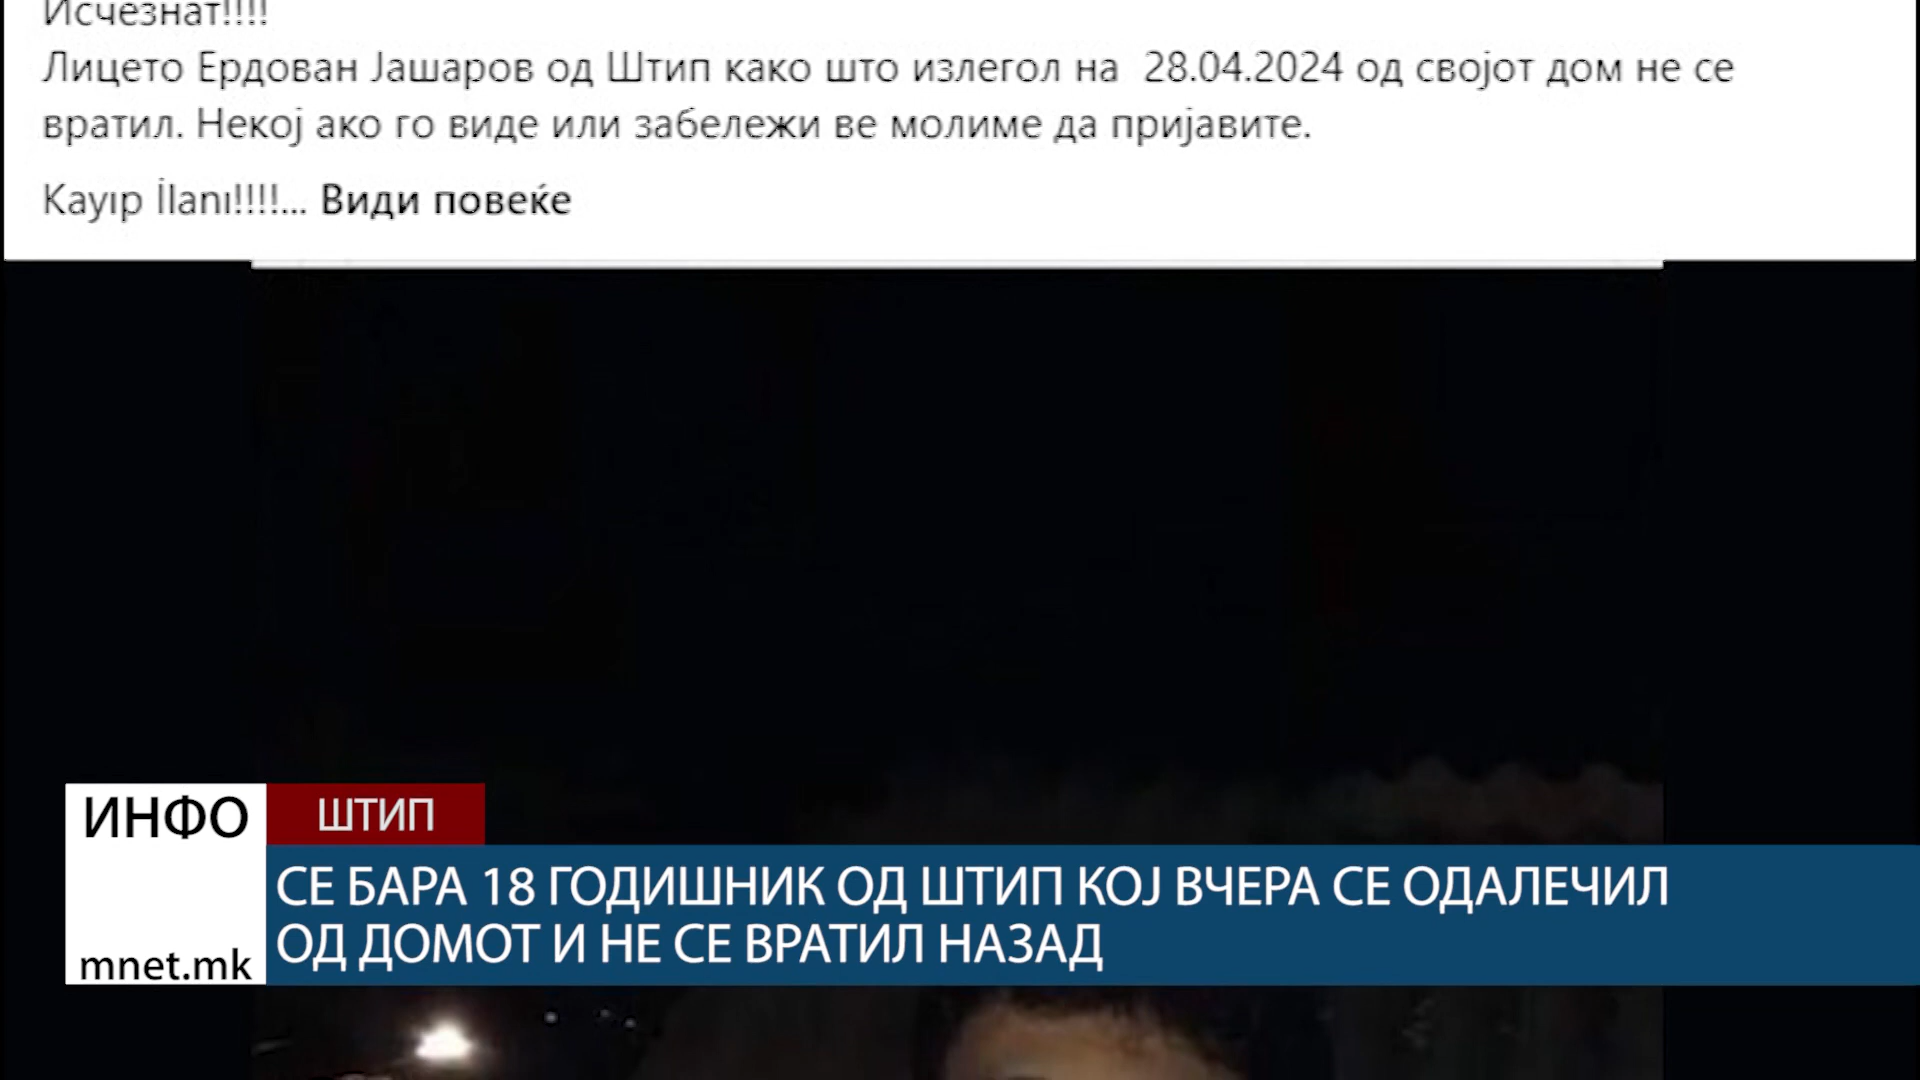 Исчезнат!!!!
Лицето Ердован Јашаров од Штип како што излегол на 28.04.2024 од својот дом не се
вратил. Некој ако го виде или забележи ве молиме да пријавите.
Kayıp İlanı!!!!... Види повеќе
ИНФО
ШТИП
СЕ БАРА 18 ГОДИШНИК ОД ШТИП КОЈ ВЧЕРА СЕ ОДАЛЕЧИЛ
ОД ДОМОТ И НЕ СЕ ВРАТИЛ НАЗАД
mnet.mk